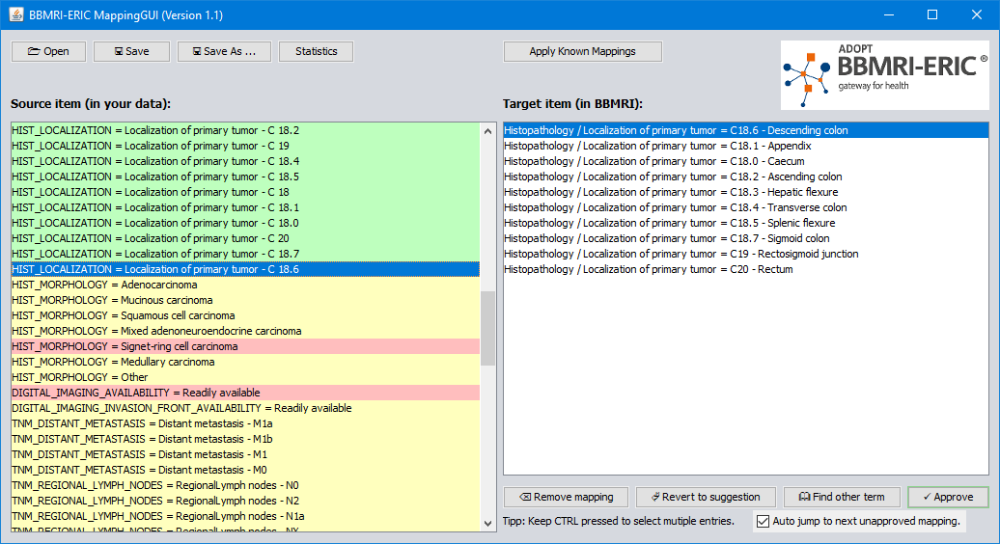 BBMRI-ERIC MappingGUI (Version 1.1)
Open Save Save As ... Statistics Apply Known Mappings
ADOPT
BBMRI-ERIC®
gateway for health
Source item (in your data):
HIST_LOCALIZATION = Localization of primary tumor - C 18.2
HIST_LOCALIZATION = Localization of primary tumor - C 19
HIST_LOCALIZATION = Localization of primary tumor - C 18.4
HIST_LOCALIZATION = Localization of primary tumor - C 18.5
HIST_LOCALIZATION = Localization of primary tumor - C 18
HIST_LOCALIZATION = Localization of primary tumor - C 18.1
HIST_LOCALIZATION = Localization of primary tumor - C 18.0
HIST_LOCALIZATION = Localization of primary tumor - C 20
HIST_LOCALIZATION = Localization of primary tumor - C 18.7
HIST_LOCALIZATION = Localization of primary tumor - C 18.6
HIST_MORPHOLOGY = Adenocarcinoma
HIST_MORPHOLOGY = Mucinous carcinoma
HIST_MORPHOLOGY = Squamous cell carcinoma
HIST_MORPHOLOGY = Mixed adenoneuroendocrine carcinoma
HIST_MORPHOLOGY = Signet-ring cell carcinoma
HIST_MORPHOLOGY = Medullary carcinoma
HIST_MORPHOLOGY = Other
DIGITAL_IMAGING_AVAILABILITY = Readily available
DIGITAL_IMAGING_INVASION_FRONT_AVAILABILITY = Readily available
TNM_DISTANT_METASTASIS = Distant metastasis - M1a
TNM_DISTANT_METASTASIS = Distant metastasis - M1b
TNM_DISTANT_METASTASIS = Distant metastasis - M1
TNM_DISTANT_METASTASIS = Distant metastasis - M0
TNM_REGIONAL_LYMPH_NODES = RegionalLymph nodes - N0
TNM_REGIONAL_LYMPH_NODES = RegionalLymph nodes - N2
TNM_REGIONAL_LYMPH_NODES = RegionalLymph nodes - N1a
TNM_REGIONAL_LYMPH_NODES = RegionalLymph nodes - NX
Target item (in BBMRI):
Histopathology / Localization of primary tumor = C18.6 - Descending colon
Histopathology / Localization of primary tumor = C18.1 - Appendix
Histopathology / Localization of primary tumor = C18.0 - Caecum
Histopathology / Localization of primary tumor = C18.2 - Ascending colon
Histopathology / Localization of primary tumor = C18.3 - Hepatic flexure
Histopathology / Localization of primary tumor = C18.4 - Transverse colon
Histopathology / Localization of primary tumor = C18.5 - Splenic flexure
Histopathology / Localization of primary tumor = C18.7 - Sigmoid colon
Histopathology / Localization of primary tumor = C19 - Rectosigmoid junction
Histopathology / Localization of primary tumor = C20 - Rectum
Remove mapping Revert to suggestion Find other term Approve
Tipp: Keep CTRL pressed to select mutiple entries. Auto jump to next unapproved mapping.